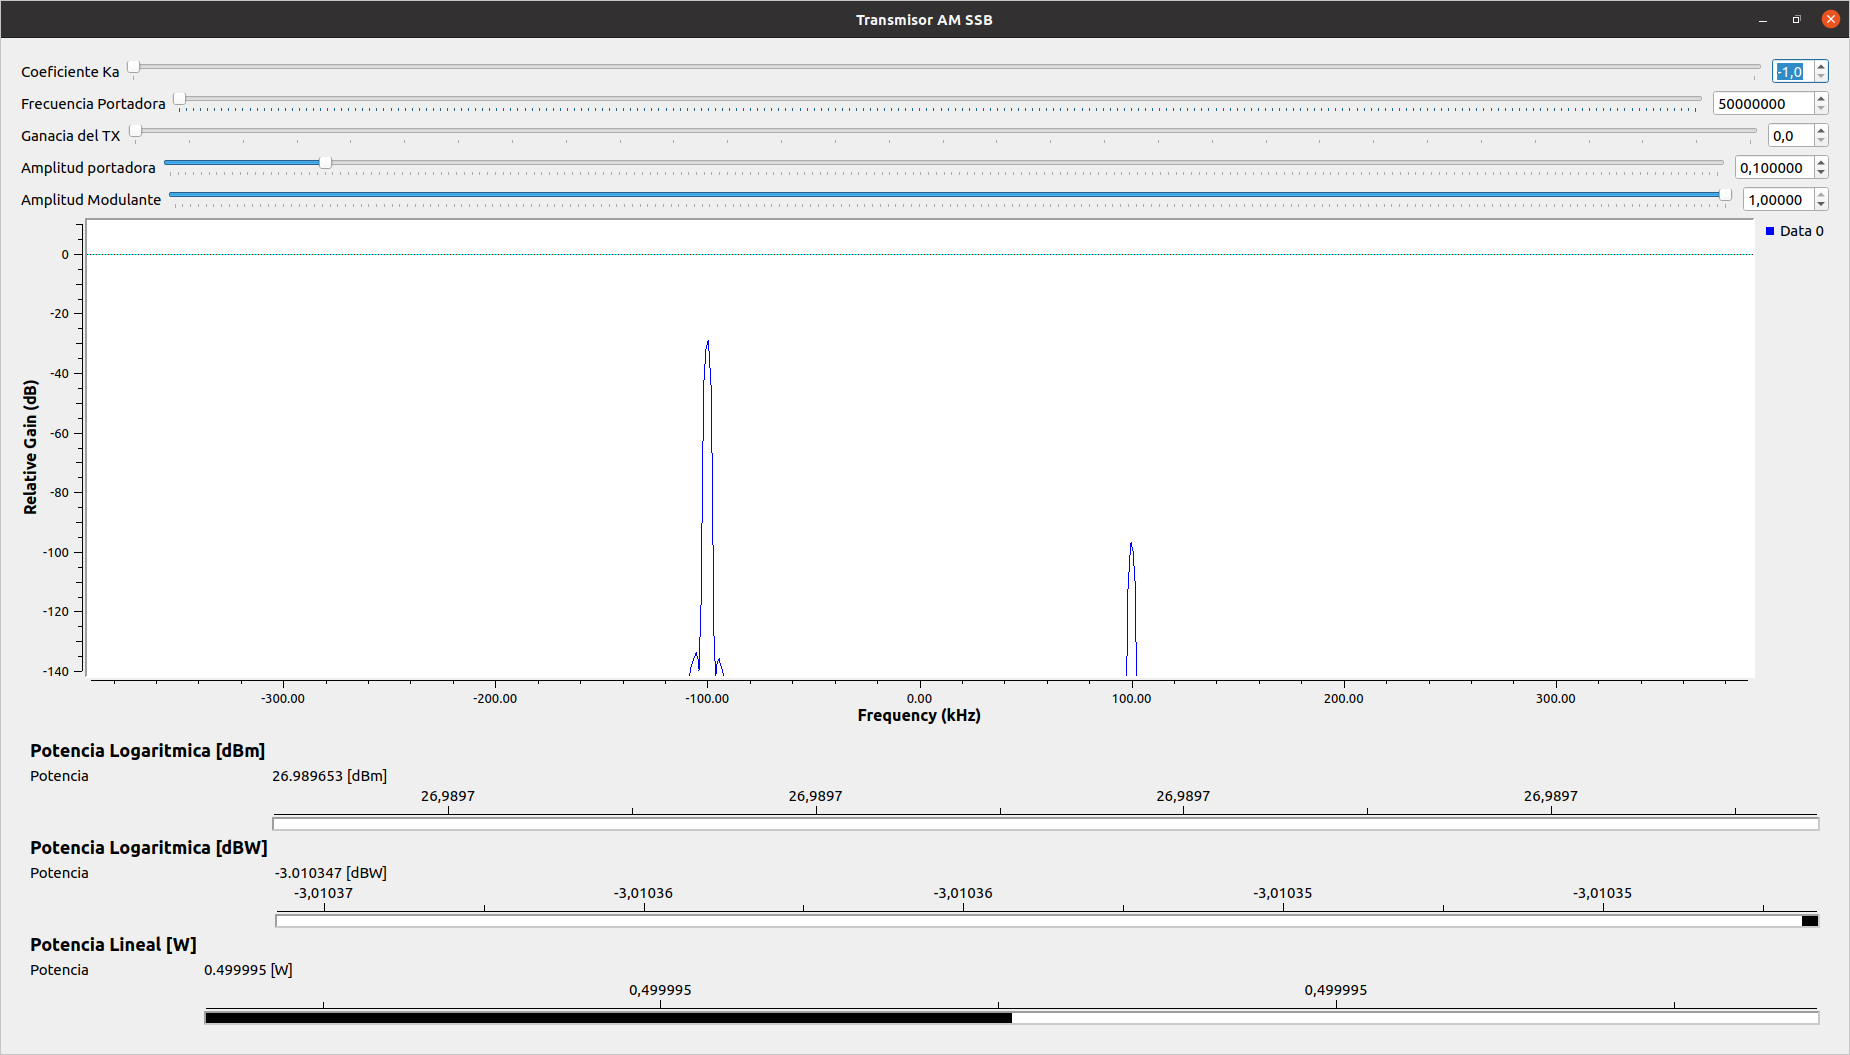 Transmisor AM SSB
Coeficiente Ka -1,0
Frecuencia Portadora 50000000
Ganacia del TX 0,0
Amplitud portadora 0,100000
Amplitud Modulante 1,00000
Data 0
0
-20
-40
-60
-80
-100
-120
-140
Relative Gain (dB)
-300.00 -200.00 -100.00 0.00 100.00 200.00 300.00
Frequency (kHz)
Potencia Logaritmica [dBm]
Potencia 26.989653 [dBm]
26,9897 26,9897 26,9897 26,9897
Potencia Logaritmica [dBW]
Potencia -3.010347 [dBW]
-3,01037 -3,01036 -3,01036 -3,01035 -3,01035
Potencia Lineal [W]
Potencia 0.499995 [W]
0,499995 0,499995